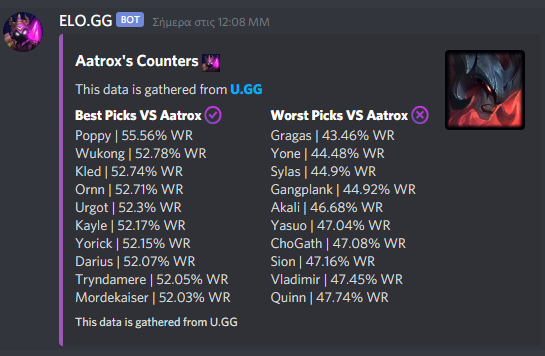 ELO.GG BOT Σήμερα στις 12:08 MM
Aatrox's Counters
This data is gathered from U.GG
Best Picks VS Aatrox
Poppy | 55.56% WR
Wukong | 52.78% WR
Kled | 52.74% WR
Ornn | 52.71% WR
Urgot | 52.3% WR
Kayle | 52.17% WR
Yorick | 52.15% WR
Darius | 52.07% WR
Tryndamere | 52.05% WR
Mordekaiser | 52.03% WR
Worst Picks VS Aatrox
Gragas | 43.46% WR
Yone | 44.48% WR
Sylas | 44.9% WR
Gangplank | 44.92% WR
Akali | 46.68% WR
Yasuo | 47.04% WR
ChoGath | 47.08% WR
Sion | 47.16% WR
Vladimir | 47.45% WR
Quinn | 47.74% WR
This data is gathered from U.GG